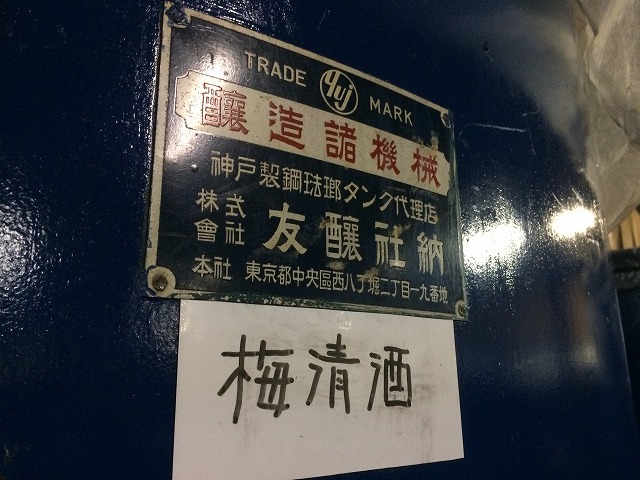 TRADE MARK
醸造諸機械
神戸製鋼琺瑯タンク代理店
株式會社 友醸社納
本社 東京都中央區西八丁堀二丁目一九番地
梅清酒